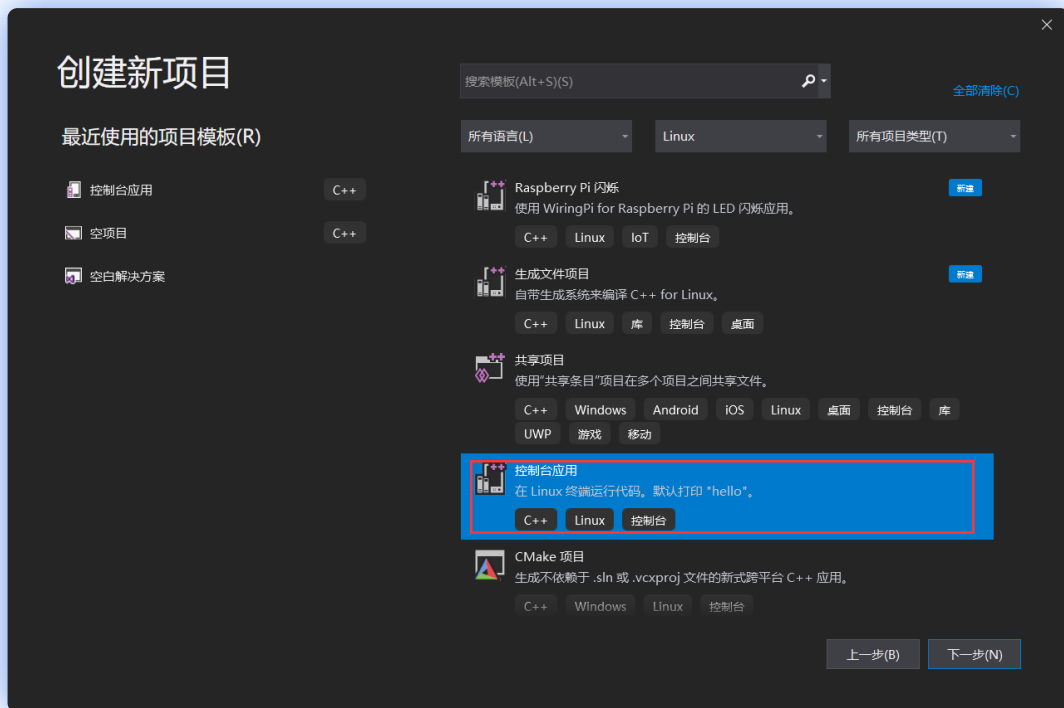 创建新项目
搜索模板(Alt+S)(S)
全部清除(C)
最近使用的项目模板(R)
所有语言(L)
Linux
所有项目类型(T)
控制台应用
C++
空项目
C++
空白解决方案
Raspberry Pi 闪烁
新建
使用 WiringPi for Raspberry Pi 的 LED 闪烁应用。
C++ Linux IoT 控制台
生成文件项目
新建
自带生成系统来编译 C++ for Linux。
C++ Linux 库 控制台 桌面
共享项目
使用"共享条目"项目在多个项目之间共享文件。
C++ Windows Android iOS Linux 桌面 控制台 库
UWP 游戏 移动
控制台应用
在 Linux 终端运行代码。默认打印 "hello"。
C++ Linux 控制台
CMake 项目
生成不依赖于 .sln 或 .vcxproj 文件的新式跨平台 C++ 应用。
C++ Windows Linux 控制台
上一步(B)
下一步(N)